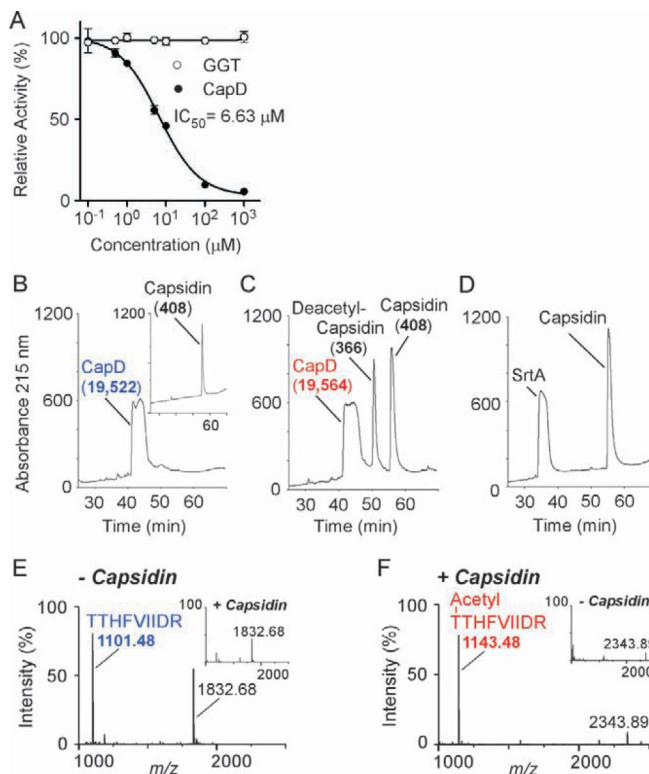 A
Relative Activity (%)
100
50
0
GGT
CapD
IC50= 6.63 µM
10-1 100 101 102 103
Concentration (µM)
B
Absorbance 215 nm
1200
600
0
Capsidin
(408)
1200
60
CapD
(19,522)
30 40 50 60
Time (min)
C
1200
600
0
Deacetyl-
Capsidin
(366)
Capsidin
(408)
CapD
(19,564)
30 40 50 60
Time (min)
D
1200
600
0
Capsidin
SrtA
30 40 50 60
Time (min)
E
- Capsidin
Intensity (%)
100
50
0
TTHFVIIDR
1101.48
+ Capsidin
100
1832.68
0
2000
1832.68
1000 2000
m/z
F
+ Capsidin
Intensity (%)
100
50
0
Acetyl
TTHFVIIDR
1143.48
- Capsidin
100
2343.89
0
2000
2343.89
1000 2000
m/z